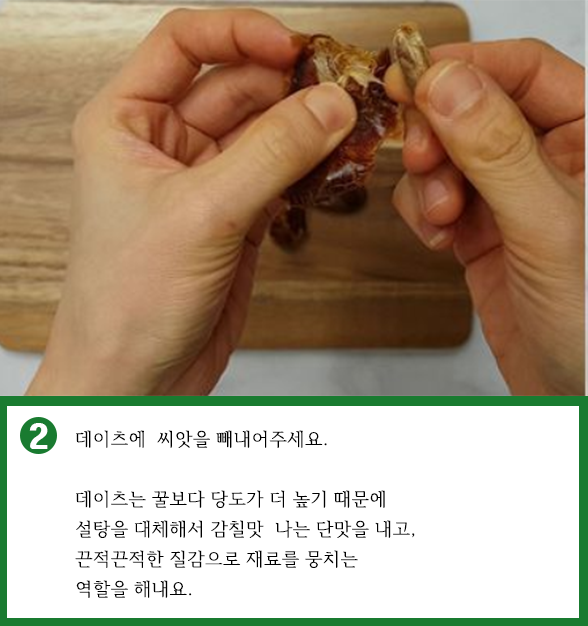 2 데이츠에 씨앗을 빼내어주세요.
데이츠는 꿀보다 당도가 더 높기 때문에
설탕을 대체해서 감칠맛 나는 단맛을 내고,
끈적끈적한 질감으로 재료를 뭉치는
역할을 해내요.